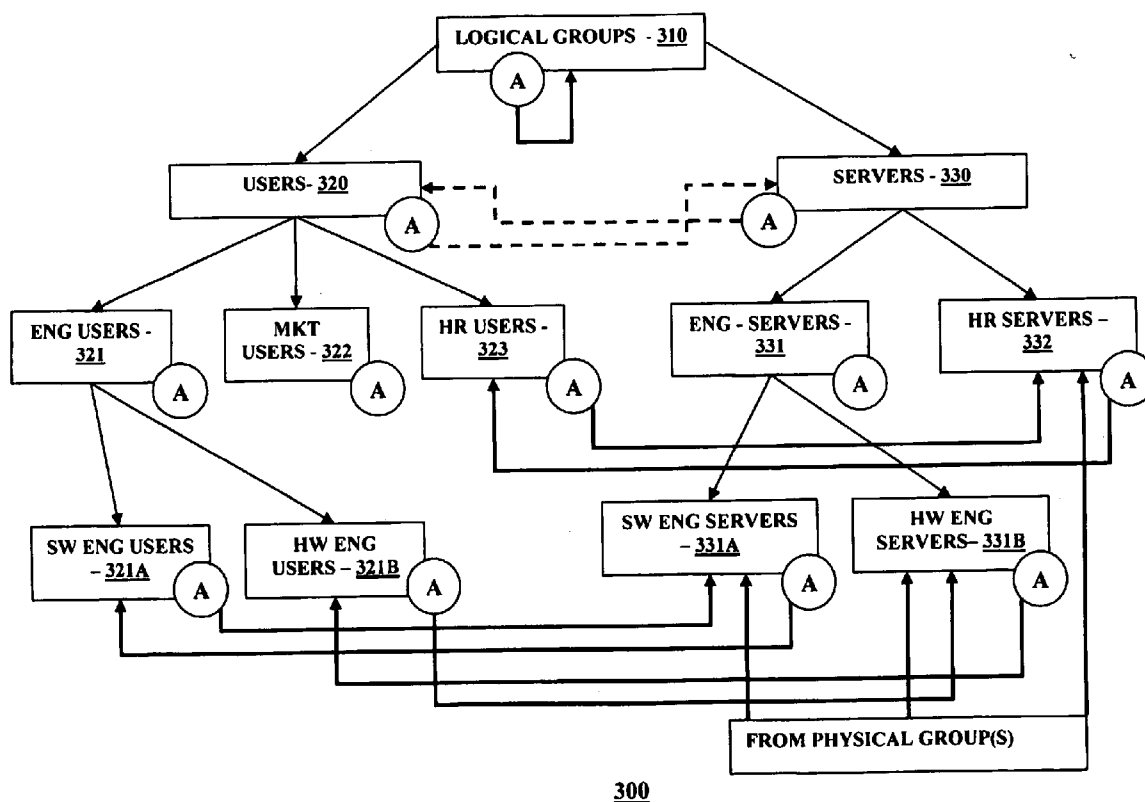 LOGICAL GROUPS - 310
A
USERS- 320
A
SERVERS - 330
A
ENG USERS -
321
A
MKT
USERS - 322
A
HR USERS -
323
A
ENG - SERVERS -
331
A
HR SERVERS –
332
A
SW ENG USERS
– 321A
A
HW ENG
USERS – 321B
A
SW ENG SERVERS
– 331A
A
HW ENG
SERVERS– 331B
A
FROM PHYSICAL GROUP(S)
300